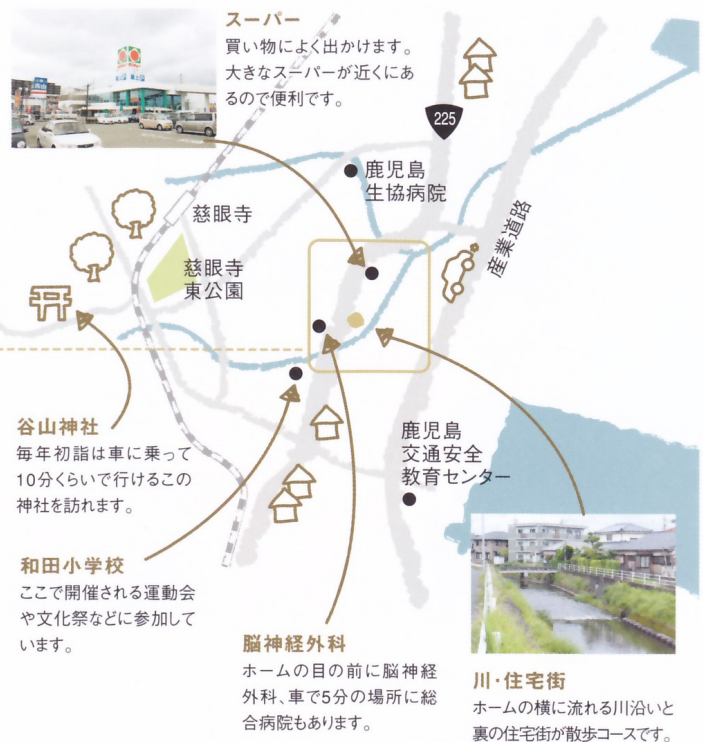 スーパー
買い物によく出かけます。
大きなスーパーが近くにあ
るので便利です。
225
鹿児島
生協病院
産業道路
慈眼寺
慈眼寺
東公園
谷山神社
毎年初詣は車に乗って
10分くらいで行けるこの
神社を訪れます。
鹿児島
交通安全
教育センター
和田小学校
ここで開催される運動会
や文化祭などに参加して
います。
脳神経外科
ホームの目の前に脳神経
外科、車で5分の場所に総
合病院もあります。
川・住宅街
ホームの横に流れる川沿いと
裏の住宅街が散歩コースです。